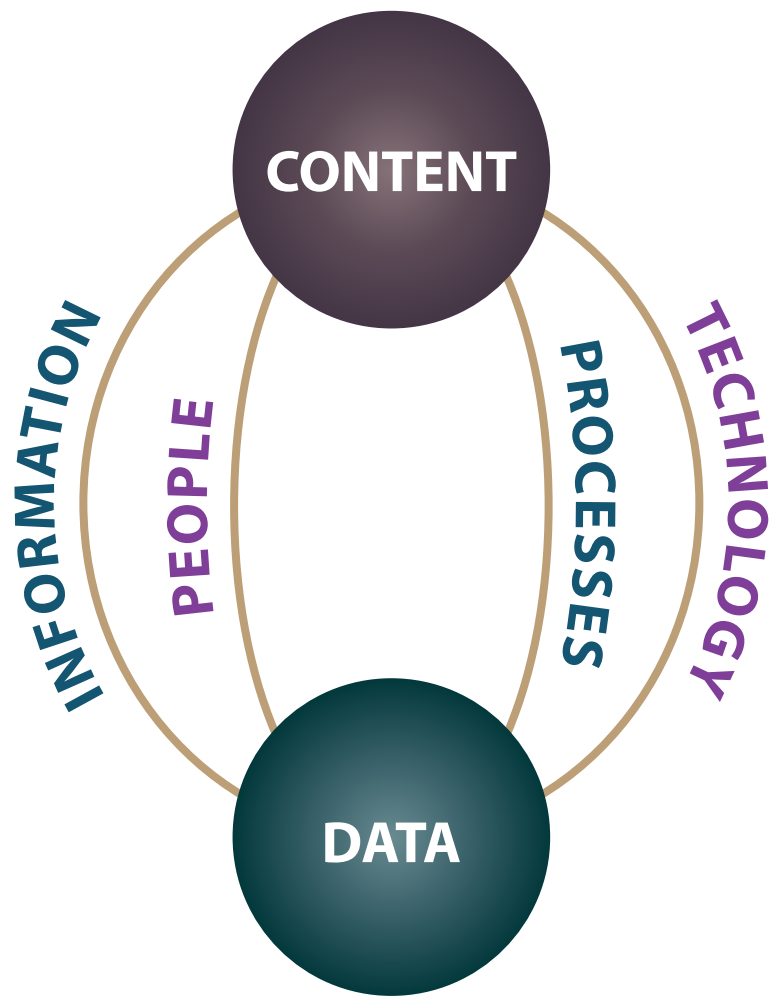 CONTENT
INFORMATION
PEOPLE
PROCESSES
TECHNOLOGY
DATA